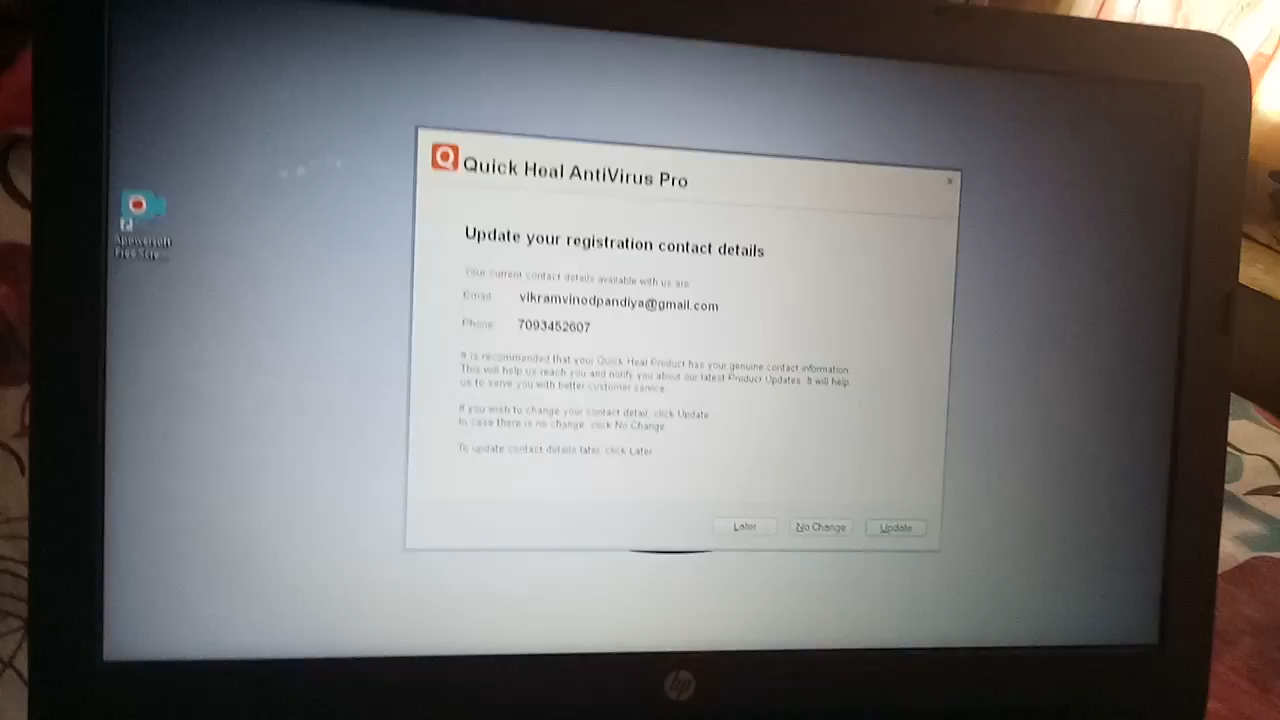 Quick Heal AntiVirus Pro
x
Update your registration contact details
Your current contact details available with us are
Email: vikramvinodpandiya@gmail.com
Phone: 7093452607
It is recommended that your Quick Heal Product has your genuine contact information.
This will help us reach you and notify you about our latest Product Updates. It will help
us to serve you with better customer service.
If you wish to change your contact detail, click Update.
In case there is no change, click No Change.
To update contact details later, click Later.
Later
No Change
Update
Apowersoft
Free Scre...
hp